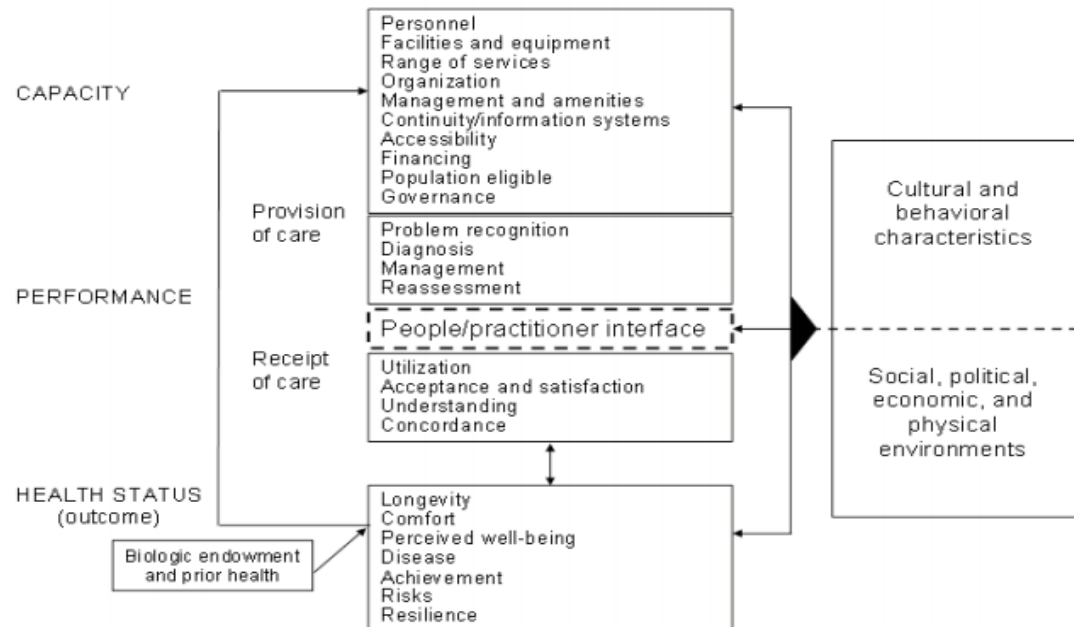 CAPACITY
Personnel
Facilities and equipment
Range of services
Organization
Management and amenities
Continuity/information systems
Accessibility
Financing
Population eligible
Governance
Provision
of care
Problem recognition
Diagnosis
Management
Reassessment
PERFORMANCE
People/practitioner interface
Receipt
of care
Utilization
Acceptance and satisfaction
Understanding
Concordance
Cultural and
behavioral
characteristics
Social, political,
economic, and
physical
environments
HEALTH STATUS
(outcome)
Longevity
Comfort
Perceived well-being
Disease
Achievement
Risks
Resilience
Biologic endowment
and prior health